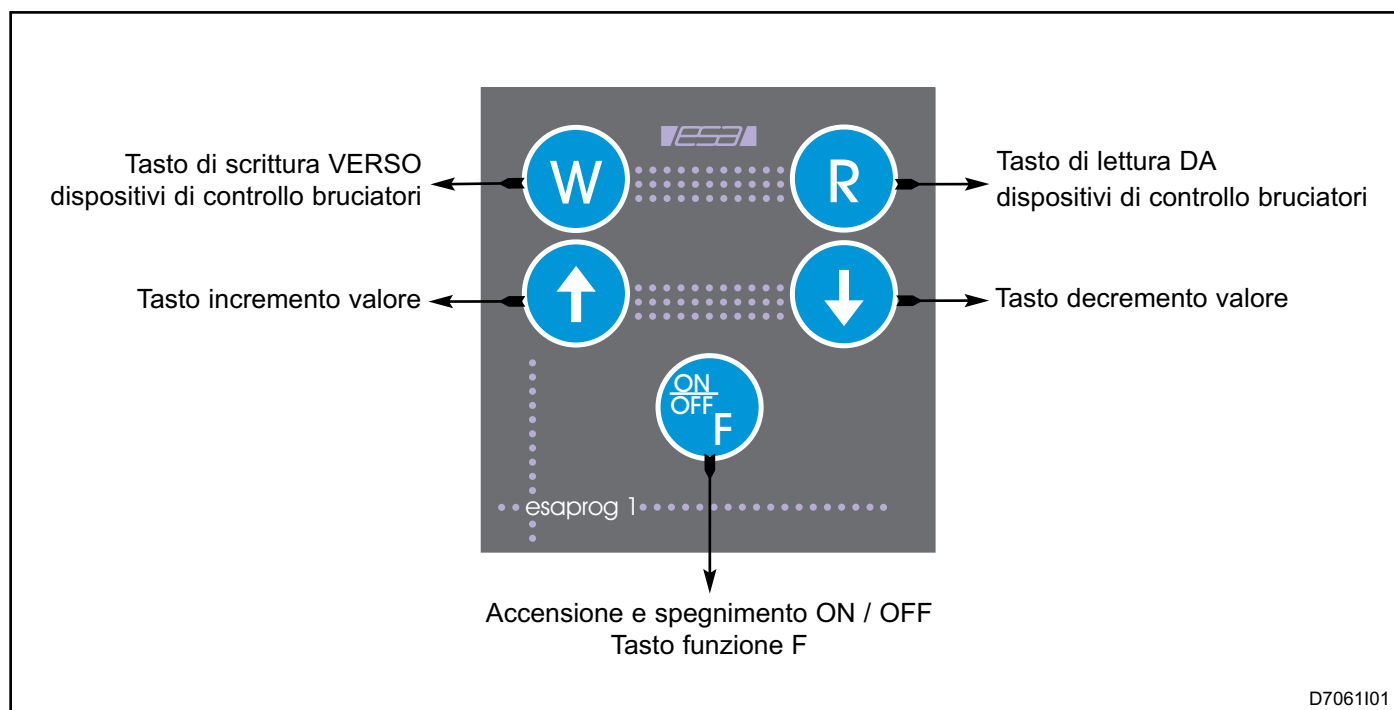 esa
W
R
Tasto di scrittura VERSO
dispositivi di controllo bruciatori
Tasto di lettura DA
dispositivi di controllo bruciatori
Tasto incremento valore
Tasto decremento valore
ON
OFF
F
esaprog 1
Accensione e spegnimento ON / OFF
Tasto funzione F
D7061I01